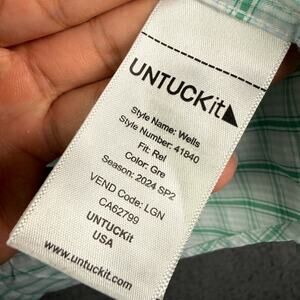 UNTUCKit
Style Name: Wells
Style Number: 41840
Fit: Rel
Color: Gre
Season: 2024 SP2
VEND Code: LGN
CA62799
UNTUCKit
USA
www.untuckit.com